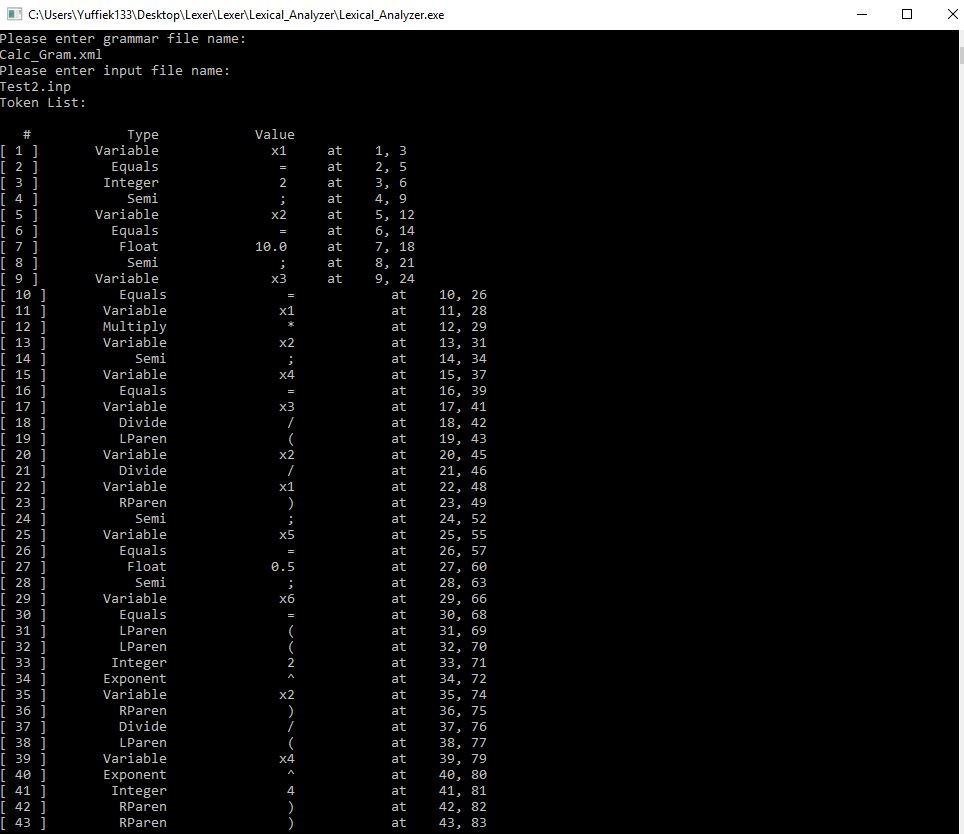 C:\Users\Yuffiek133\Desktop\Lexer\Lexer\Lexical_Analyzer\Lexical_Analyzer.exe
Please enter grammar file name:
Calc_Gram.xml
Please enter input file name:
Test2.inp
Token List:
# Type Value
[ 1 ] Variable x1 at 1, 3
[ 2 ] Equals = at 2, 5
[ 3 ] Integer 2 at 3, 6
[ 4 ] Semi ; at 4, 9
[ 5 ] Variable x2 at 5, 12
[ 6 ] Equals = at 6, 14
[ 7 ] Float 10.0 at 7, 18
[ 8 ] Semi ; at 8, 21
[ 9 ] Variable x3 at 9, 24
[ 10 ] Equals = at 10, 26
[ 11 ] Variable x1 at 11, 28
[ 12 ] Multiply * at 12, 29
[ 13 ] Variable x2 at 13, 31
[ 14 ] Semi ; at 14, 34
[ 15 ] Variable x4 at 15, 37
[ 16 ] Equals = at 16, 39
[ 17 ] Variable x3 at 17, 41
[ 18 ] Divide / at 18, 42
[ 19 ] LParen ( at 19, 43
[ 20 ] Variable x2 at 20, 45
[ 21 ] Divide / at 21, 46
[ 22 ] Variable x1 at 22, 48
[ 23 ] RParen ) at 23, 49
[ 24 ] Semi ; at 24, 52
[ 25 ] Variable x5 at 25, 55
[ 26 ] Equals = at 26, 57
[ 27 ] Float 0.5 at 27, 60
[ 28 ] Semi ; at 28, 63
[ 29 ] Variable x6 at 29, 66
[ 30 ] Equals = at 30, 68
[ 31 ] LParen ( at 31, 69
[ 32 ] LParen ( at 32, 70
[ 33 ] Integer 2 at 33, 71
[ 34 ] Exponent ^ at 34, 72
[ 35 ] Variable x2 at 35, 74
[ 36 ] RParen ) at 36, 75
[ 37 ] Divide / at 37, 76
[ 38 ] LParen ( at 38, 77
[ 39 ] Variable x4 at 39, 79
[ 40 ] Exponent ^ at 40, 80
[ 41 ] Integer 4 at 41, 81
[ 42 ] RParen ) at 42, 82
[ 43 ] RParen ) at 43, 83